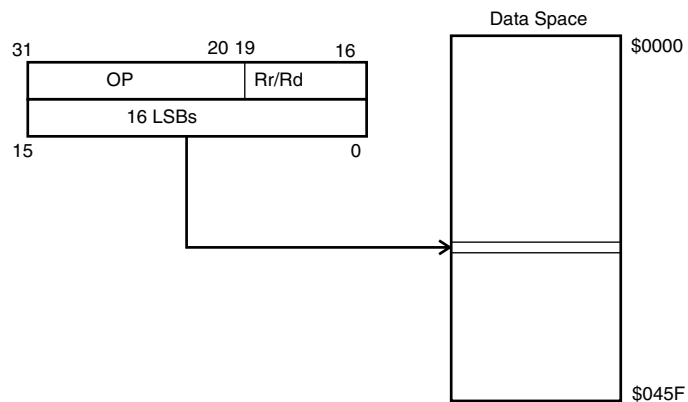 Data Space
31 20 19 16
$0000
OP Rr/Rd
16 LSBs
15 0
$045F